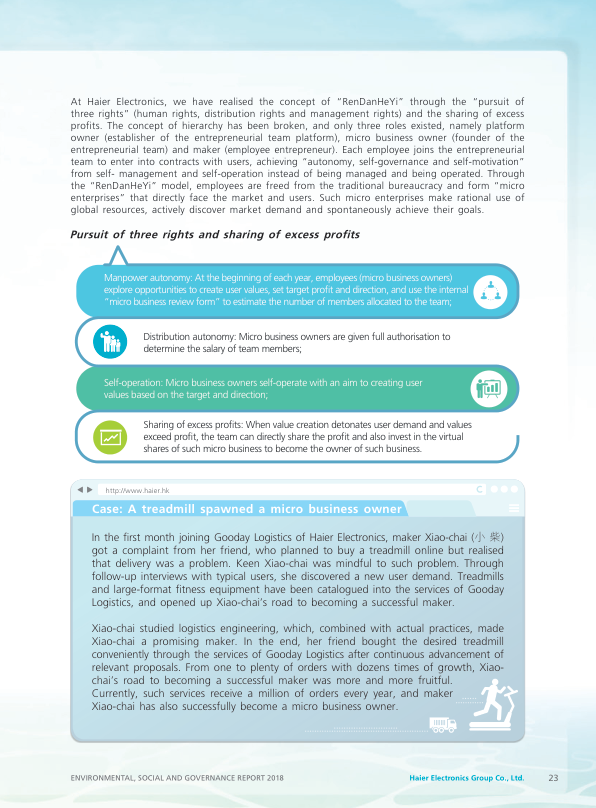 At Haier Electronics, we have realised the concept of “RenDanHeYi” through the “pursuit of
three rights” (human rights, distribution rights and management rights) and the sharing of excess
profits. The concept of hierarchy has been broken, and only three roles existed, namely platform
owner (establisher of the entrepreneurial team platform), micro business owner (founder of the
entrepreneurial team) and maker (employee entrepreneur). Each employee joins the entrepreneurial
team to enter into contracts with users, achieving “autonomy, self-governance and self-motivation”
from self- management and self-operation instead of being managed and being operated. Through
the “RenDanHeYi” model, employees are freed from the traditional bureaucracy and form “micro
enterprises” that directly face the market and users. Such micro enterprises make rational use of
global resources, actively discover market demand and spontaneously achieve their goals.
Pursuit of three rights and sharing of excess profits
Manpower autonomy: At the beginning of each year, employees (micro business owners)
explore opportunities to create user values, set target profit and direction, and use the internal
“micro business review form” to estimate the number of members allocated to the team;
Distribution autonomy: Micro business owners are given full authorisation to
determine the salary of team members;
Self-operation: Micro business owners self-operate with an aim to creating user
values based on the target and direction;
Sharing of excess profits: When value creation detonates user demand and values
exceed profit, the team can directly share the profit and also invest in the virtual
shares of such micro business to become the owner of such business.
http://www.haier.hk
Case: A treadmill spawned a micro business owner
In the first month joining Gooday Logistics of Haier Electronics, maker Xiao-chai (小 柴)
got a complaint from her friend, who planned to buy a treadmill online but realised
that delivery was a problem. Keen Xiao-chai was mindful to such problem. Through
follow-up interviews with typical users, she discovered a new user demand. Treadmills
and large-format fitness equipment have been catalogued into the services of Gooday
Logistics, and opened up Xiao-chai’s road to becoming a successful maker.
Xiao-chai studied logistics engineering, which, combined with actual practices, made
Xiao-chai a promising maker. In the end, her friend bought the desired treadmill
conveniently through the services of Gooday Logistics after continuous advancement of
relevant proposals. From one to plenty of orders with dozens times of growth, Xiao-
chai’s road to becoming a successful maker was more and more fruitful.
Currently, such services receive a million of orders every year, and maker
Xiao-chai has also successfully become a micro business owner.
ENVIRONMENTAL, SOCIAL AND GOVERNANCE REPORT 2018
Haier Electronics Group Co., Ltd.
23